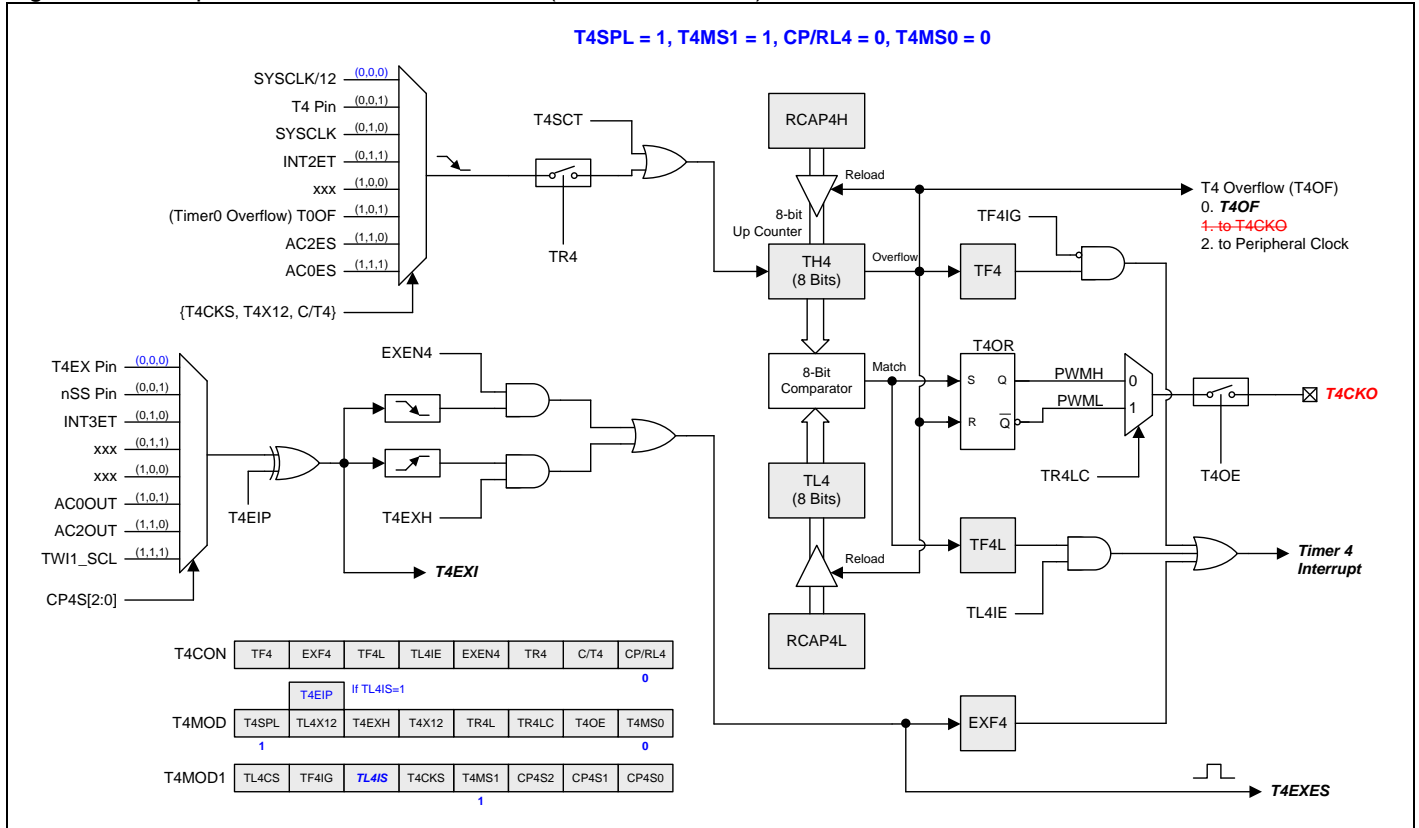 T4SPL = 1, T4MS1 = 1, CP/RL4 = 0, T4MS0 = 0
SYSCLK/12 (0,0,0)
T4 Pin (0,0,1)
SYSCLK (0,1,0)
INT2ET (0,1,1)
xxx (1,0,0)
(Timer0 Overflow) T0OF (1,0,1)
AC2ES (1,1,0)
AC0ES (1,1,1)
{T4CKS, T4X12, C/T4}
T4SCT
TR4
RCAP4H
Reload
8-bit
Up Counter
TH4
(8 Bits)
Overflow
T4 Overflow (T4OF)
0. T4OF
1. to T4CKO
2. to Peripheral Clock
TF4IG
TF4
T4EX Pin (0,0,0)
nSS Pin (0,0,1)
INT3ET (0,1,0)
xxx (0,1,1)
xxx (1,0,0)
AC0OUT (1,0,1)
AC2OUT (1,1,0)
TWI1_SCL (1,1,1)
CP4S[2:0]
T4EIP
EXEN4
T4EXH
T4EXI
8-Bit
Comparator
Match
T4OR
S Q
R Q
PWMH
PWML
0
1
TR4LC
T4OE
T4CKO
TL4
(8 Bits)
Reload
RCAP4L
TF4L
TL4IE
Timer 4
Interrupt
EXF4
T4EXES
T4CON TF4 EXF4 TF4L TL4IE EXEN4 TR4 C/T4 CP/RL4
0
T4EIP If TL4IS=1
T4MOD T4SPL TL4X12 T4EXH T4X12 TR4L TR4LC T4OE T4MS0
1 0
T4MOD1 TL4CS TF4IG TL4IS T4CKS T4MS1 CP4S2 CP4S1 CP4S0
1